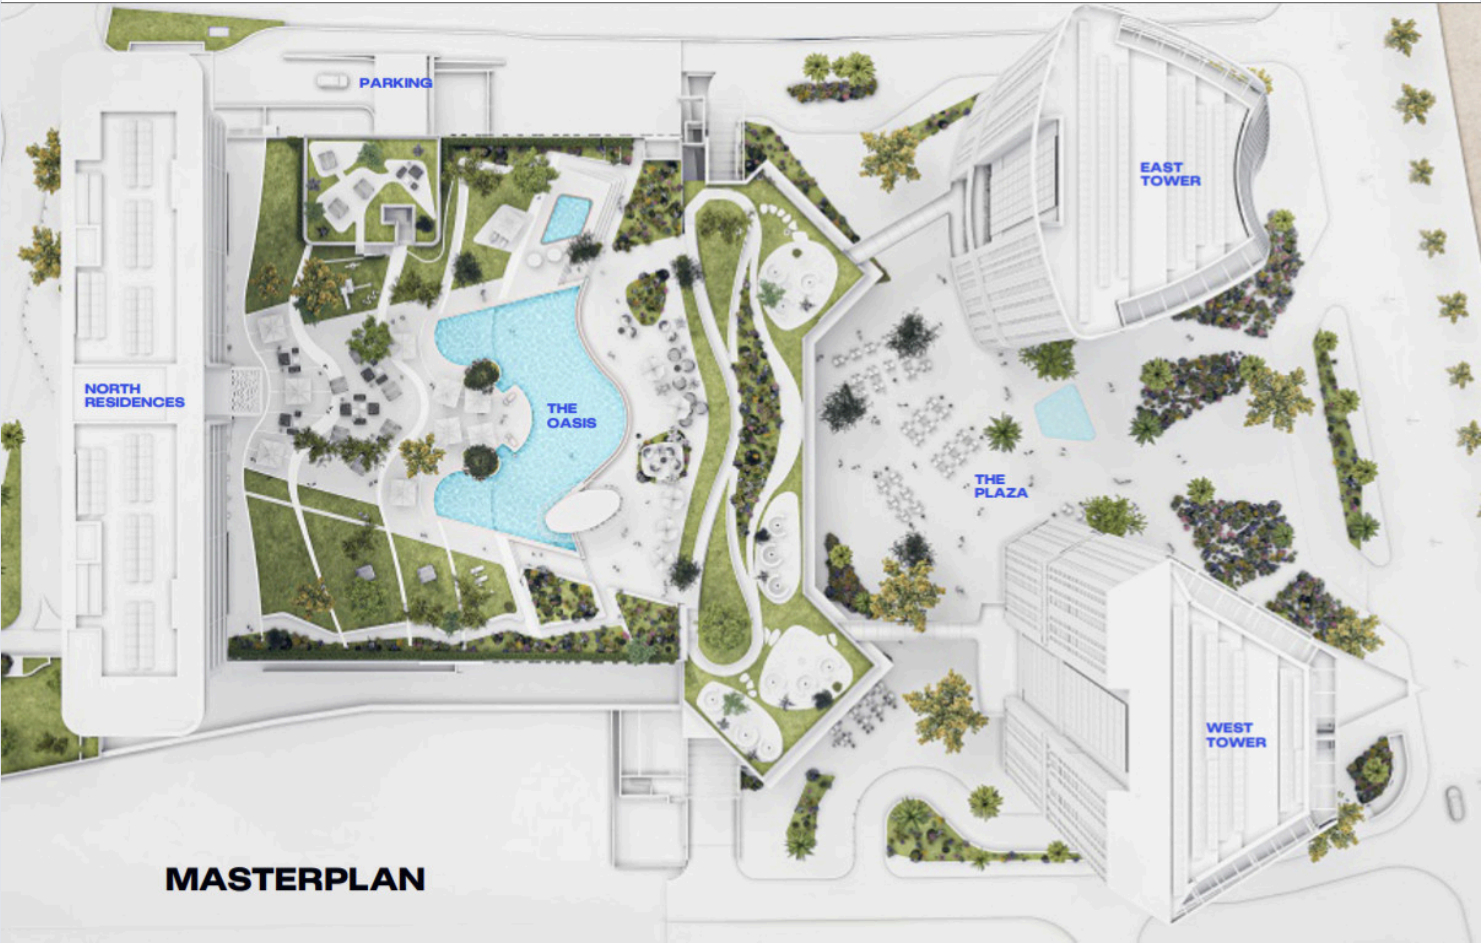 PARKING
EAST
TOWER
NORTH
RESIDENCES
THE
OASIS
THE
PLAZA
WEST
TOWER
MASTERPLAN